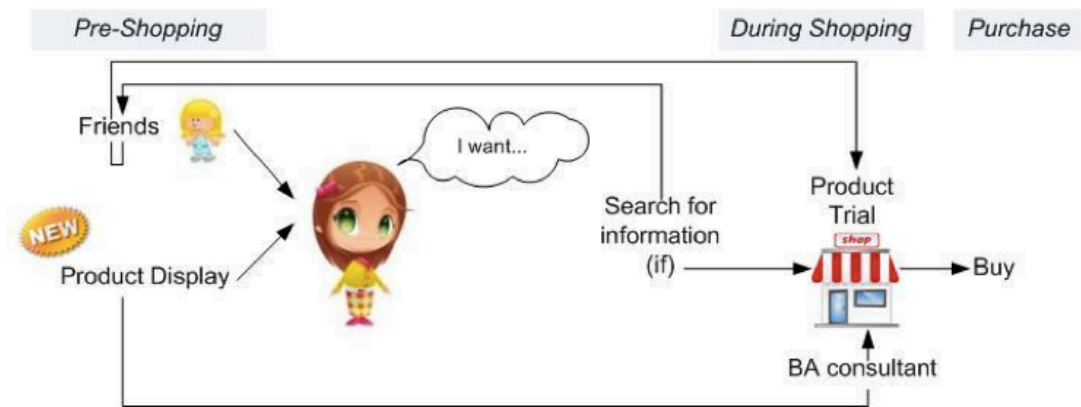 Pre-Shopping
During Shopping
Purchase
Friends
I want...
NEW
Product Display
Search for
information
(if)
Product
Trial
shop
Buy
BA consultant